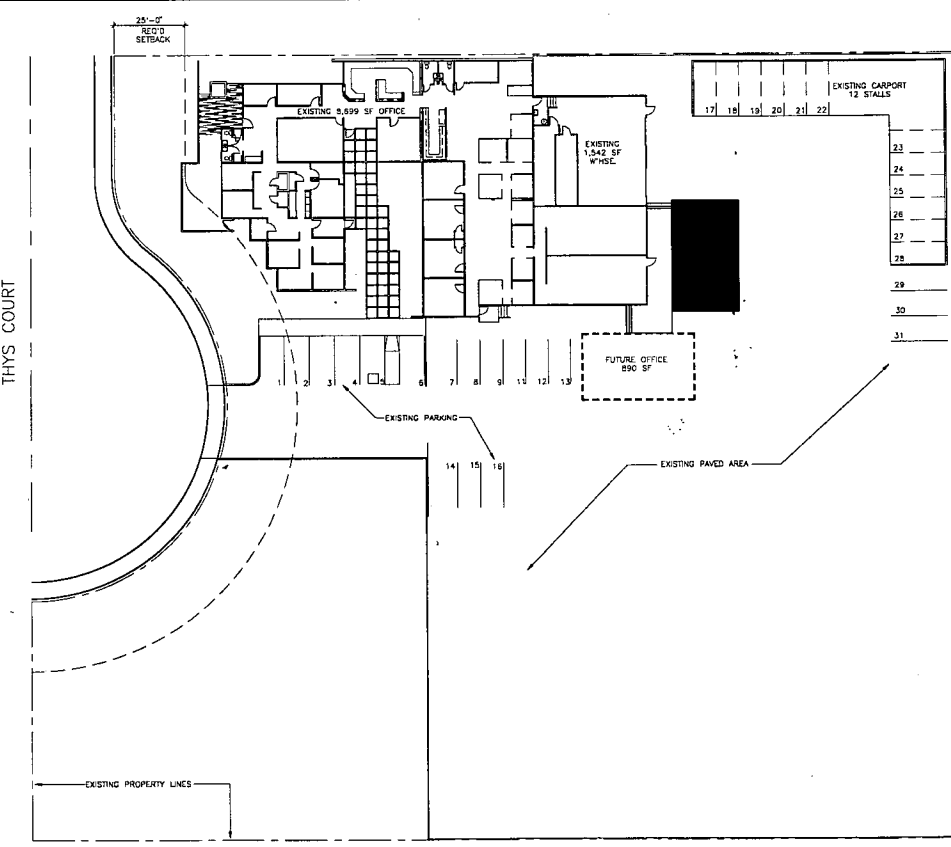 25'-0"
REQ'D
SETBACK
EXISTING CARPORT
12 STALLS
17 18 19 20 21 22
EXISTING 8,699 SF OFFICE
EXISTING
1,542 SF
W'HSE.
23
24
25
26
27
28
29
30
31
THYS COURT
FUTURE OFFICE
890 SF
1 2 3 4 5 6 7 8 9 11 12 13
EXISTING PARKING
14 15 16
EXISTING PAVED AREA
EXISTING PROPERTY LINES